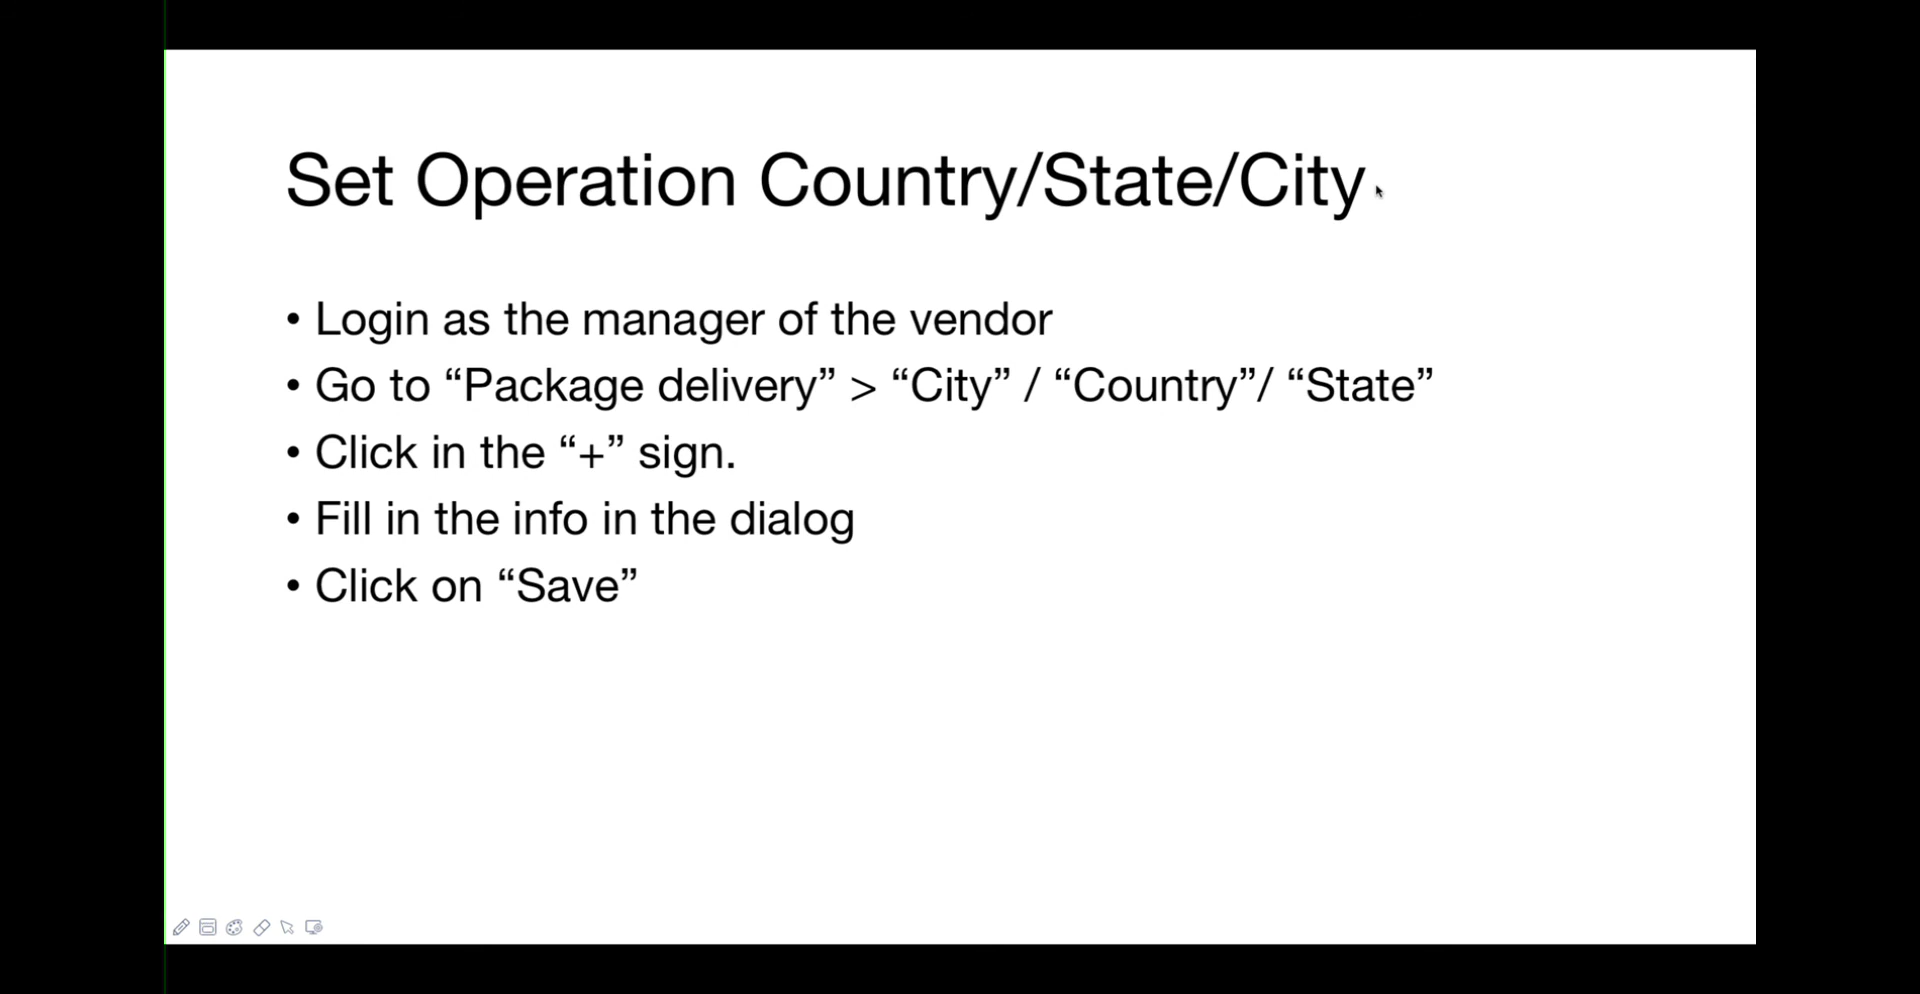 Set Operation Country/State/City
• Login as the manager of the vendor
• Go to “Package delivery” > “City” / “Country”/ “State”
• Click in the “+” sign.
• Fill in the info in the dialog
• Click on “Save”